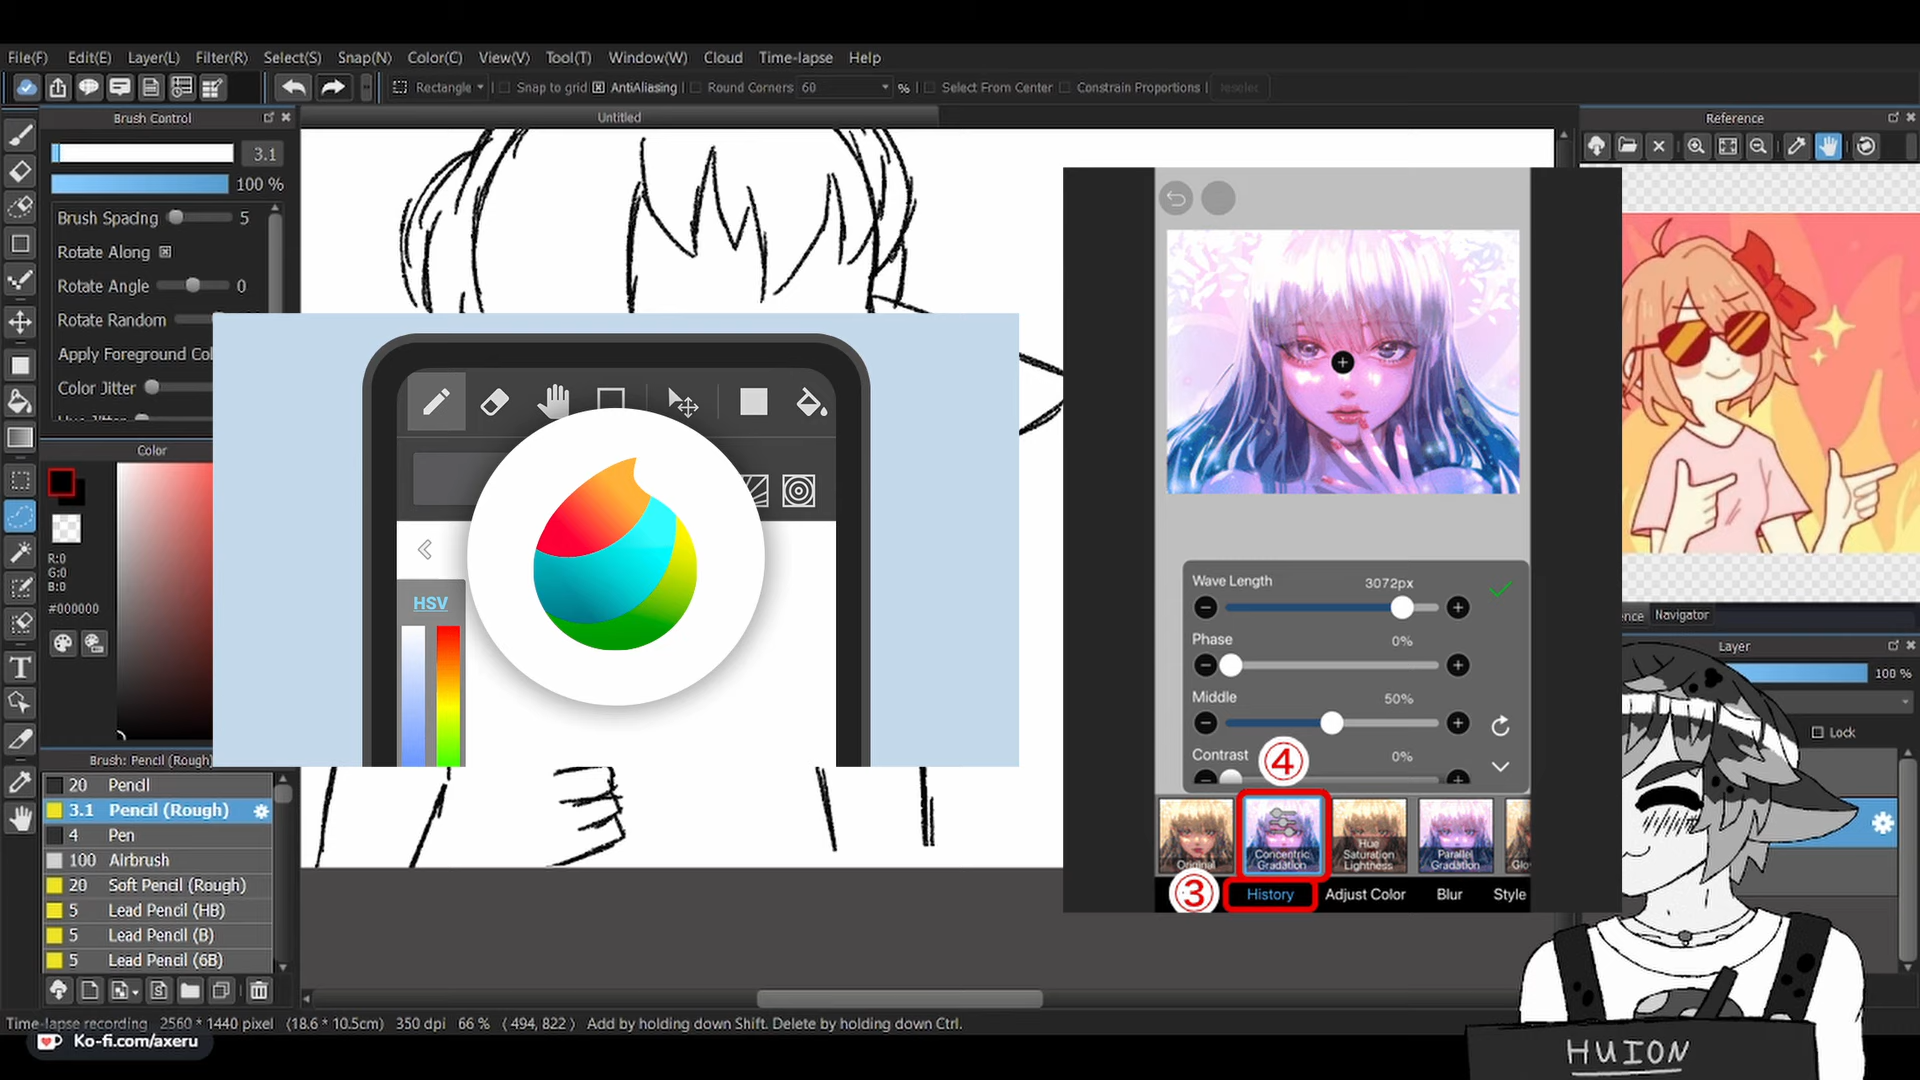 File(F) Edit(E) Layer(L) Filter(R) Select(S) Snap(N) Color(C) View(V) Tool(T) Window(W) Cloud Time-lapse Help
Rectangle Snap to grid AntiAliasing Round Corners 60 % Select From Center Constrain Proportions
Brush Control
Untitled
Reference
3.1
100 %
Brush Spacing 5
Rotate Along
Rotate Angle 0
Rotate Random
Apply Foreground Col
Color Jitter
Color
R:0
G:0
B:0
#000000
HSV
Brush: Pencil (Rough)
20 Pencil
3.1 Pencil (Rough)
4 Pen
100 Airbrush
20 Soft Pencil (Rough)
5 Lead Pencil (HB)
5 Lead Pencil (B)
5 Lead Pencil (6B)
Wave Length 3072px
Phase 0%
Middle 50%
Contrast 0%
④
Original
Concentric Gradation
Hue Saturation Lightness
Parallel Gradation
Glo
③
History Adjust Color Blur Style
ence Navigator
Layer
100 %
Lock
Time-lapse recording 2560 * 1440 pixel (18.6 * 10.5cm) 350 dpi 66 % ( 494, 822 ) Add by holding down Shift. Delete by holding down Ctrl.
Ko-fi.com/axeru
HUION